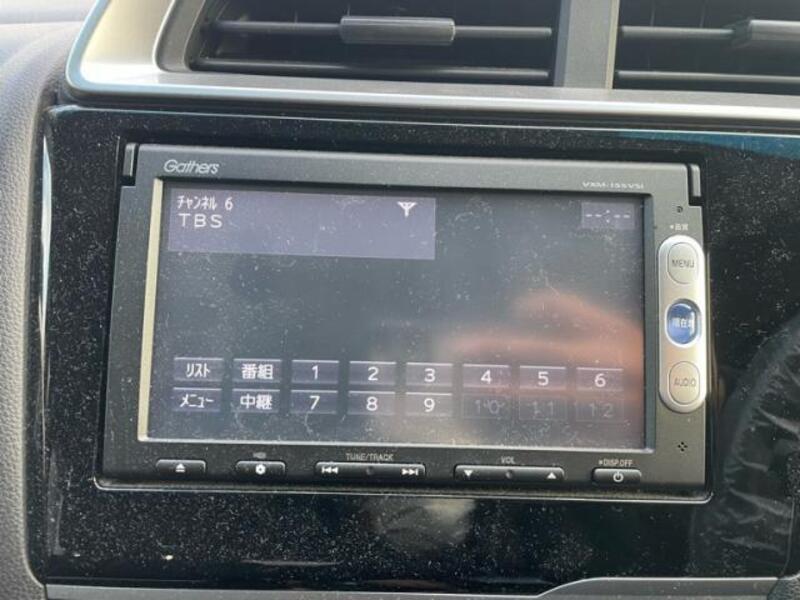 Gathers
VXM-155VSi
チャンネル 6
TBS
--:--
*音質
MENU
現在地
AUDIO
リスト 番組 1 2 3 4 5 6
メニュー 中継 7 8 9 10 11 12
TUNE/TRACK
VOL
*DISP.OFF